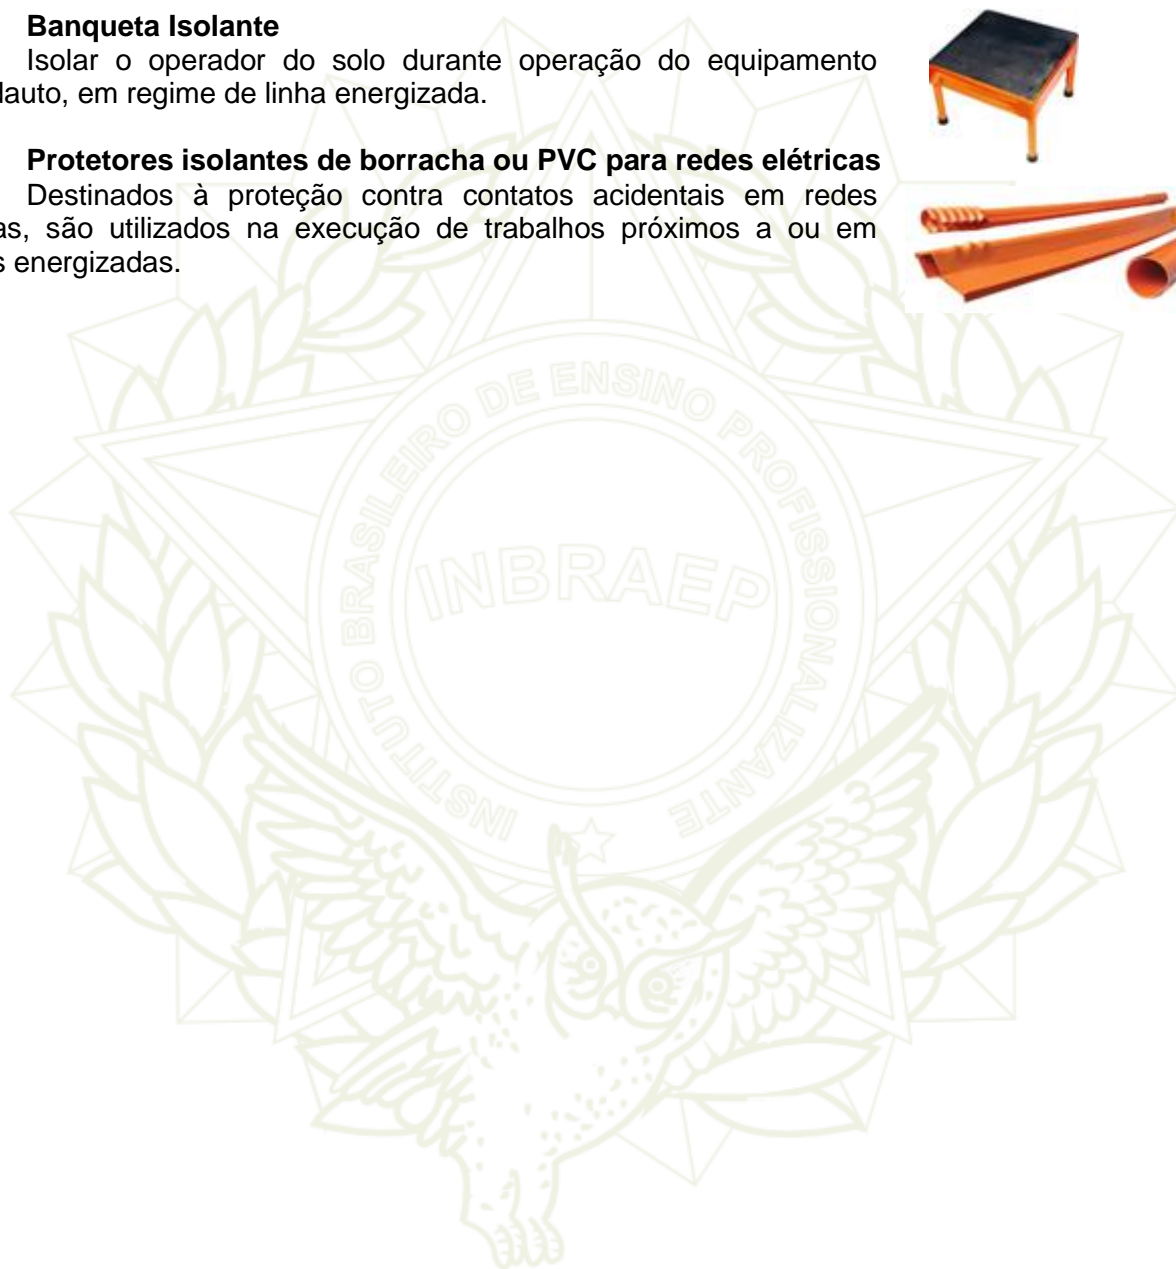 Banqueta Isolante
Isolar o operador do solo durante operação do equipamento
lauto, em regime de linha energizada.
Protetores isolantes de borracha ou PVC para redes elétricas
Destinados à proteção contra contatos acidentais em redes
as, são utilizados na execução de trabalhos próximos a ou em
s energizadas.
INSTITUTO BRASILEIRO DE ENSINO PROFISSIONALIZANTE
INBRAEP